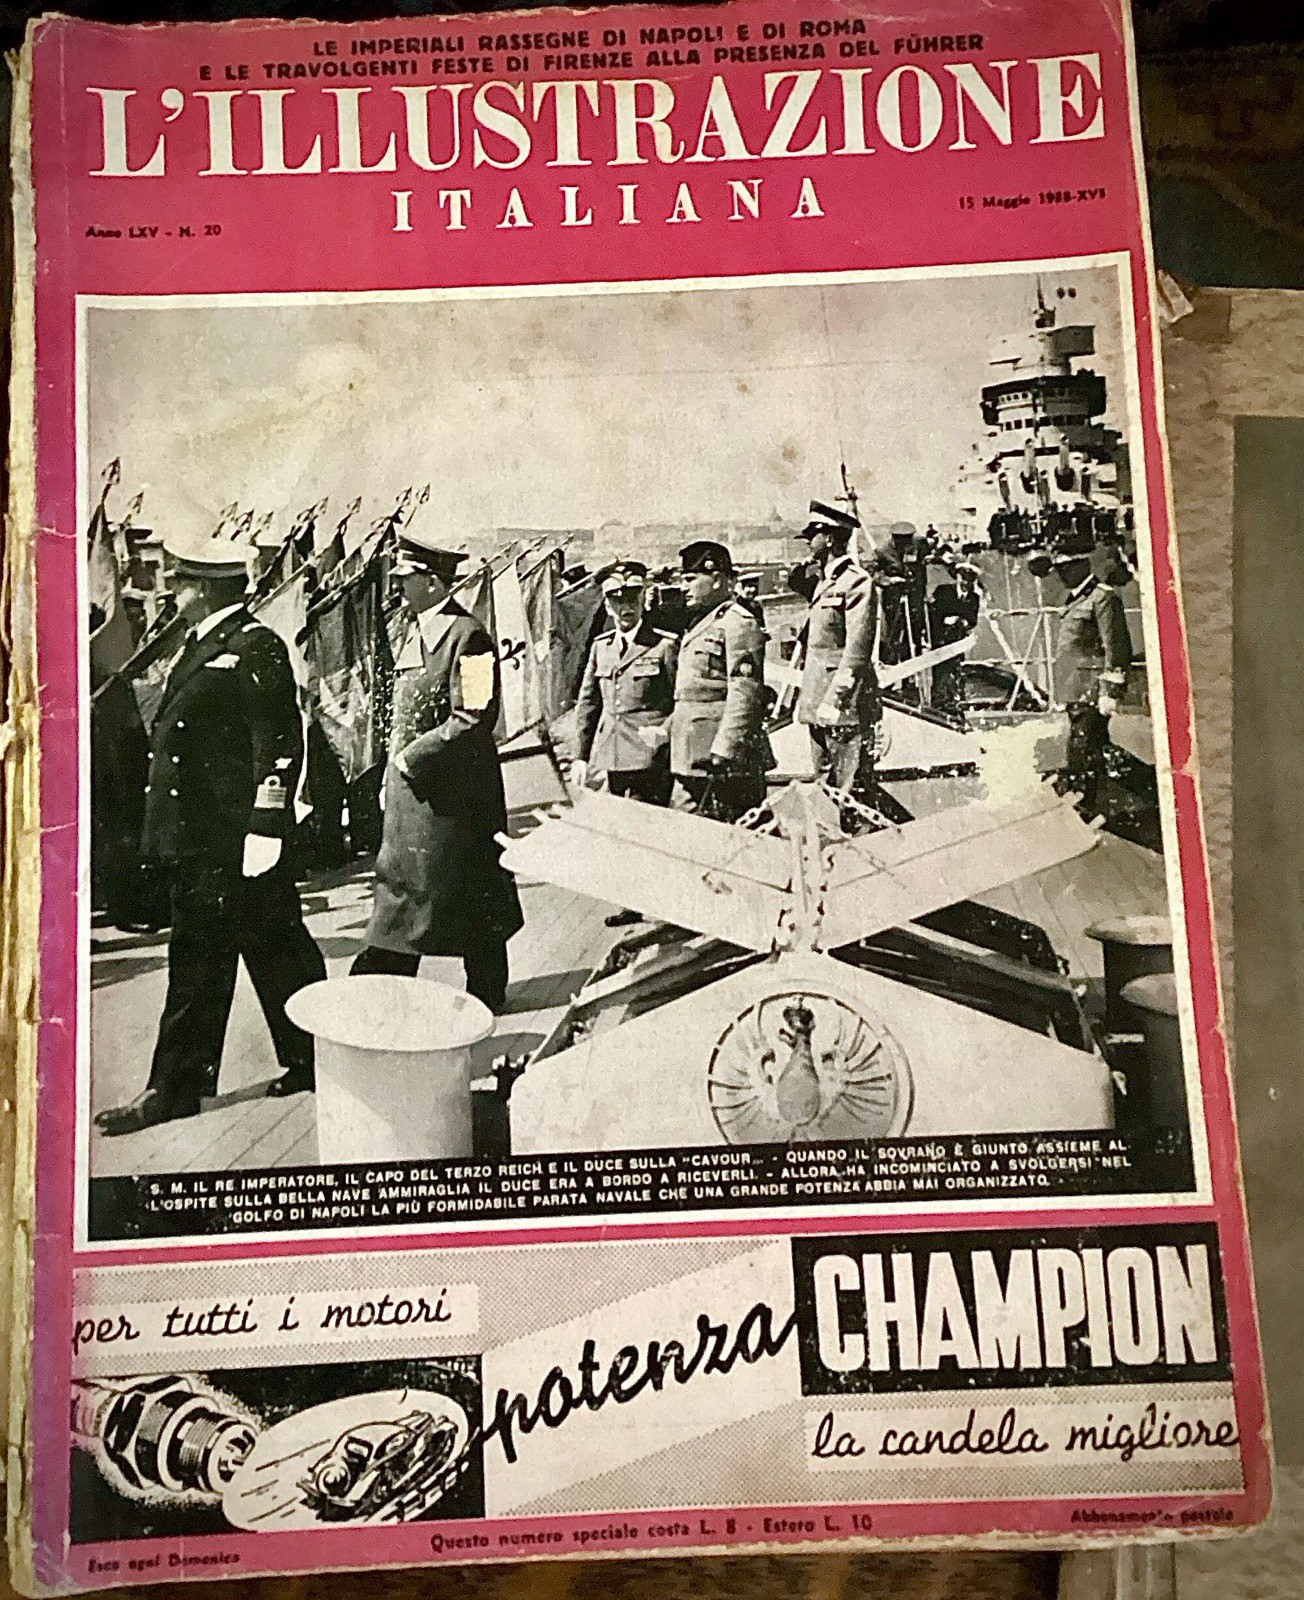 LE IMPERIALI RASSEGNE DI NAPOLI E DI ROMA
E LE TRAVOLGENTI FESTE DI FIRENZE ALLA PRESENZA DEL FÜHRER
L'ILLUSTRAZIONE
ITALIANA
Anno LXV - N. 20
15 Maggio 1938-XVI
S. M. IL RE IMPERATORE, IL CAPO DEL TERZO REICH E IL DUCE SULLA "CAVOUR„ - QUANDO IL SOVRANO È GIUNTO ASSIEME AL
L'OSPITE SULLA BELLA NAVE AMMIRAGLIA IL DUCE ERA A BORDO A RICEVERLI. - ALLORA HA INCOMINCIATO A SVOLGERSI NEL
GOLFO DI NAPOLI LA PIÙ FORMIDABILE PARATA NAVALE CHE UNA GRANDE POTENZA ABBIA MAI ORGANIZZATO.
per tutti i motori
potenza
CHAMPION
la candela migliore
Esce ogni Domenica
Questo numero speciale costa L. 8 - Estero L. 10
Abbonamento postale